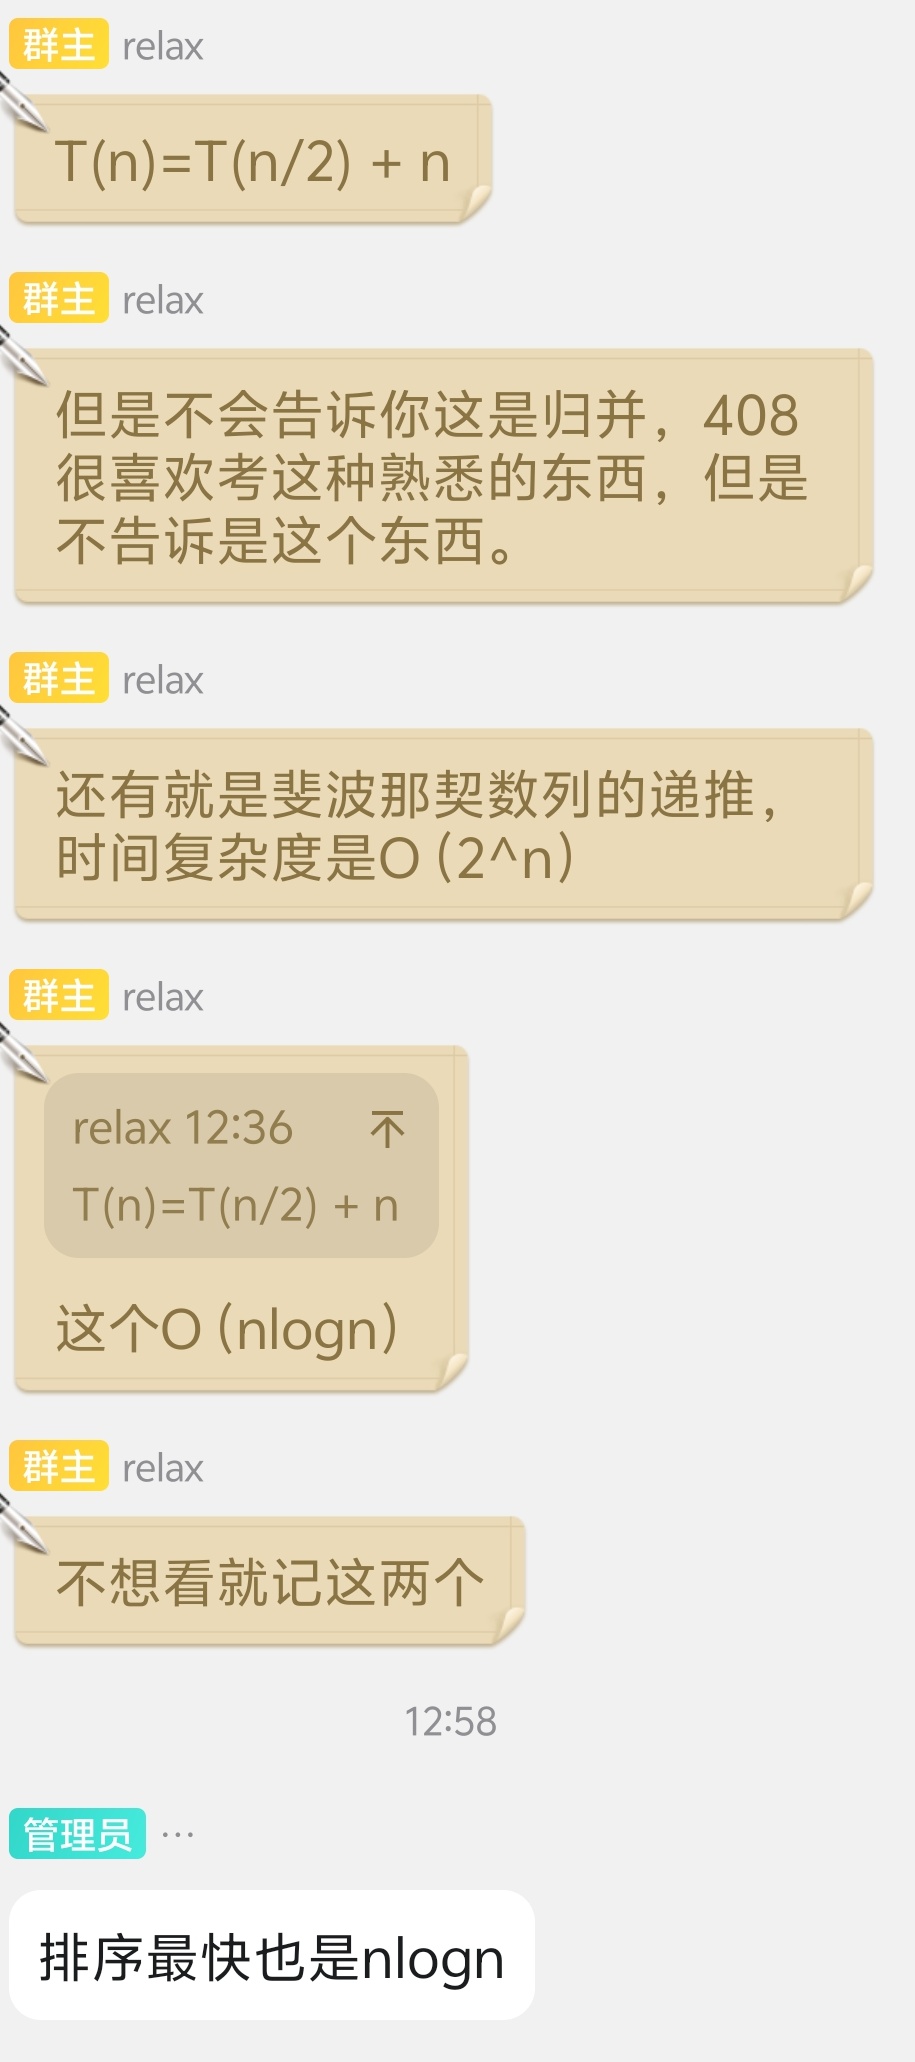 群主 relax
T(n)=T(n/2) + n
群主 relax
但是不会告诉你这是归并，408
很喜欢考这种熟悉的东西，但是
不告诉是这个东西。
群主 relax
还有就是斐波那契数列的递推，
时间复杂度是O（2^n）
群主 relax
relax 12:36
T(n)=T(n/2) + n
这个O（nlogn）
群主 relax
不想看就记这两个
12:58
管理员 …
排序最快也是nlogn